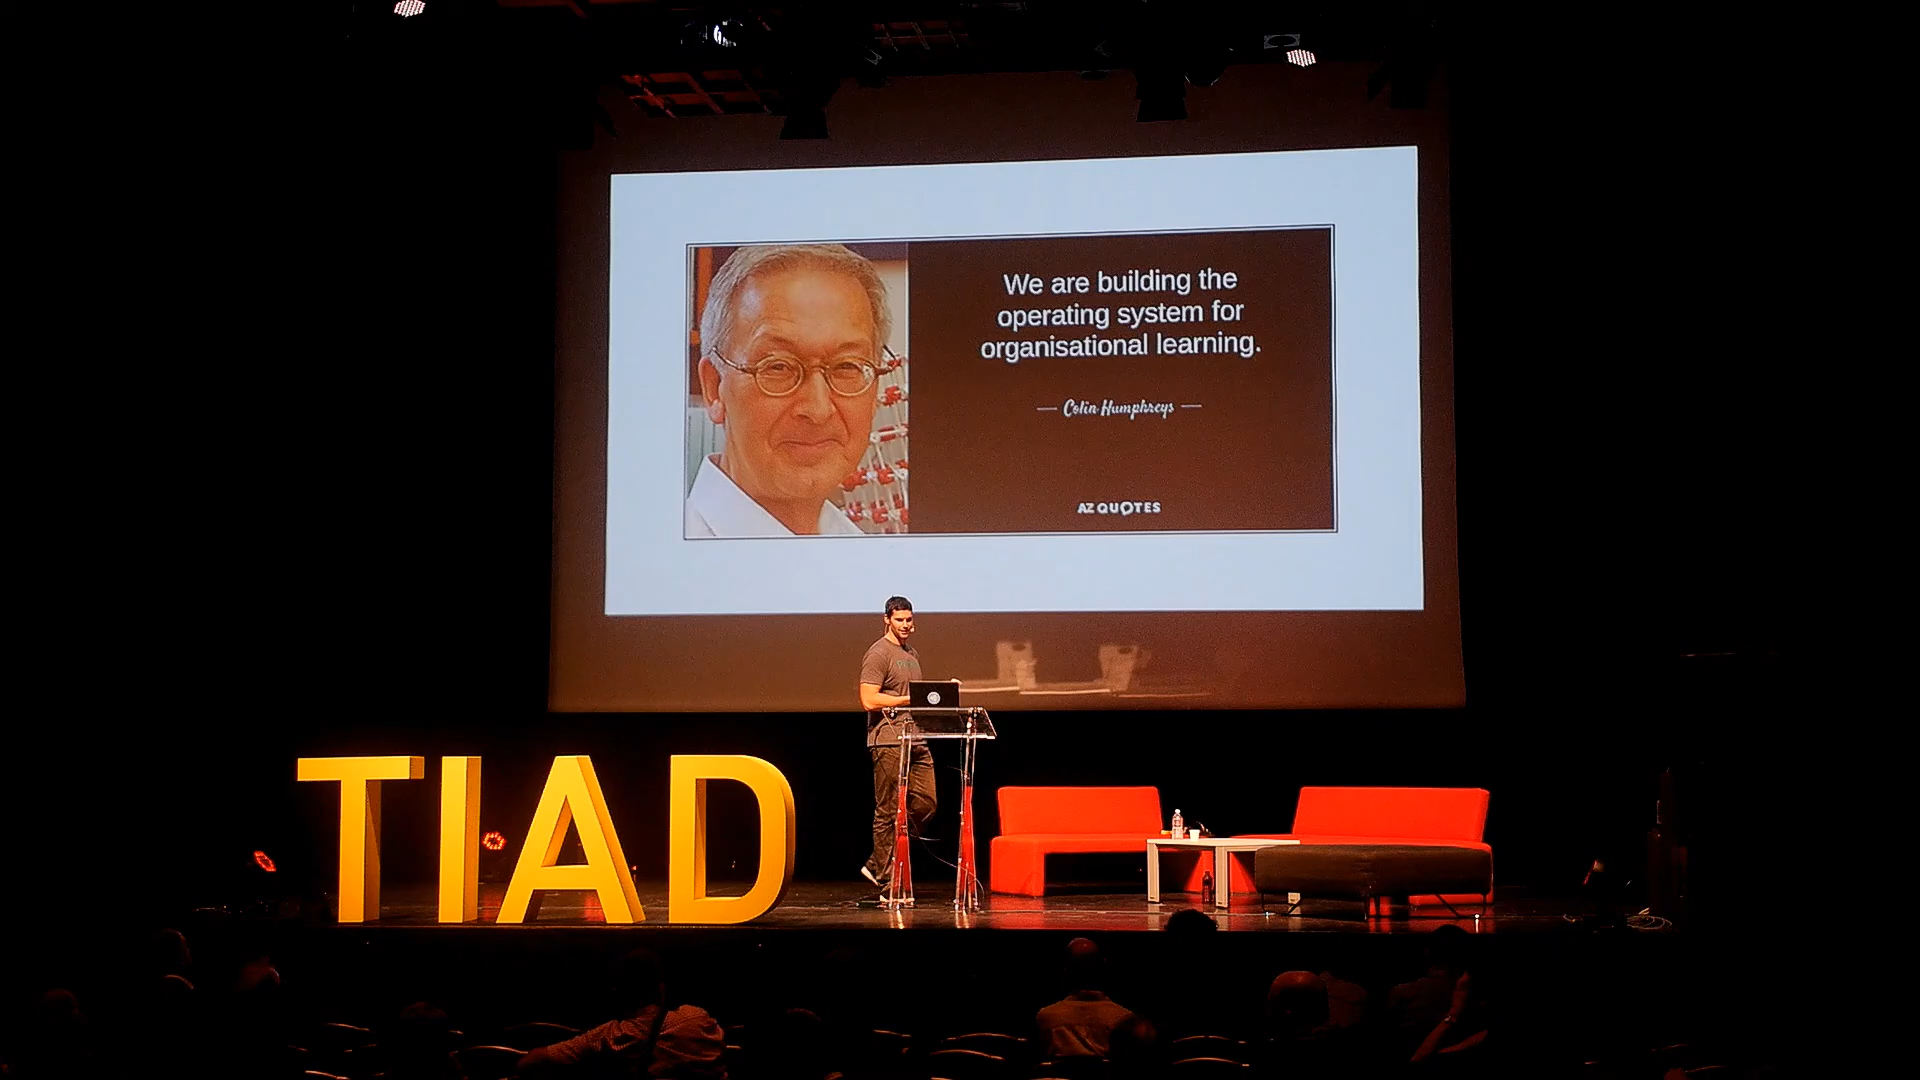 We are building the
operating system for
organisational learning.
— Colin Humphreys —
AZ QUOTES
TIAD